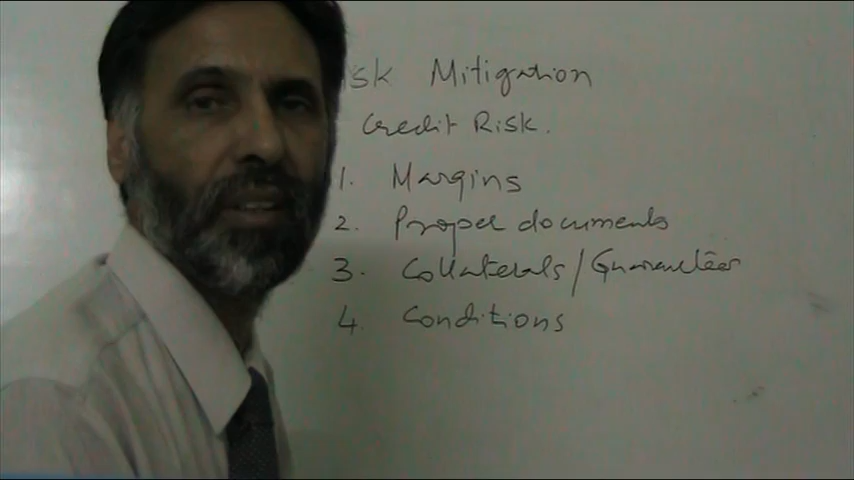 isk Mitigation
Credit Risk.
1. Margins
2. Proper documents
3. Collaterals/Guarantees
4. Conditions